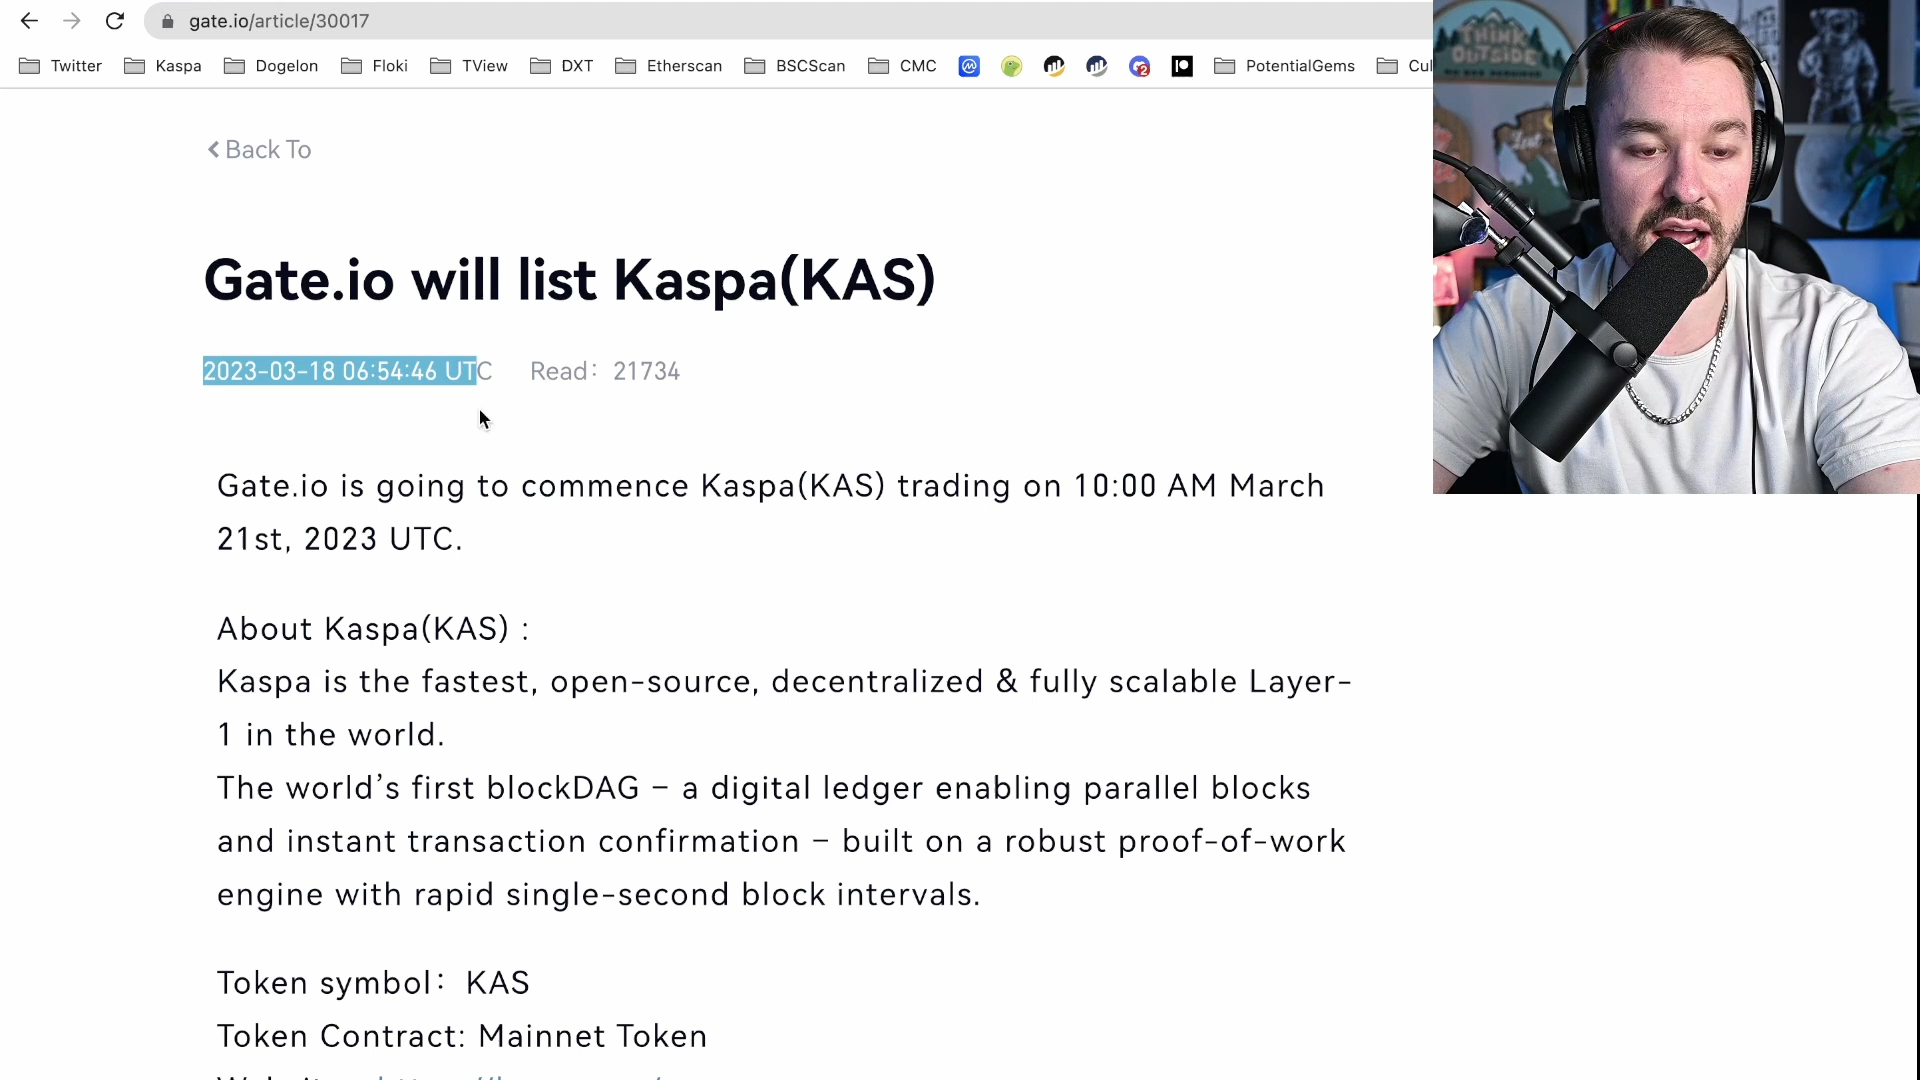 gate.io/article/30017
Twitter Kaspa Dogelon Floki TView DXT Etherscan BSCScan CMC PotentialGems Cul
THINK
OUTSIDE
Back To
Gate.io will list Kaspa(KAS)
2023-03-18 06:54:46 UTC Read: 21734
Gate.io is going to commence Kaspa(KAS) trading on 10:00 AM March
21st, 2023 UTC.
About Kaspa(KAS) :
Kaspa is the fastest, open-source, decentralized & fully scalable Layer-
1 in the world.
The world’s first blockDAG – a digital ledger enabling parallel blocks
and instant transaction confirmation – built on a robust proof-of-work
engine with rapid single-second block intervals.
Token symbol: KAS
Token Contract: Mainnet Token